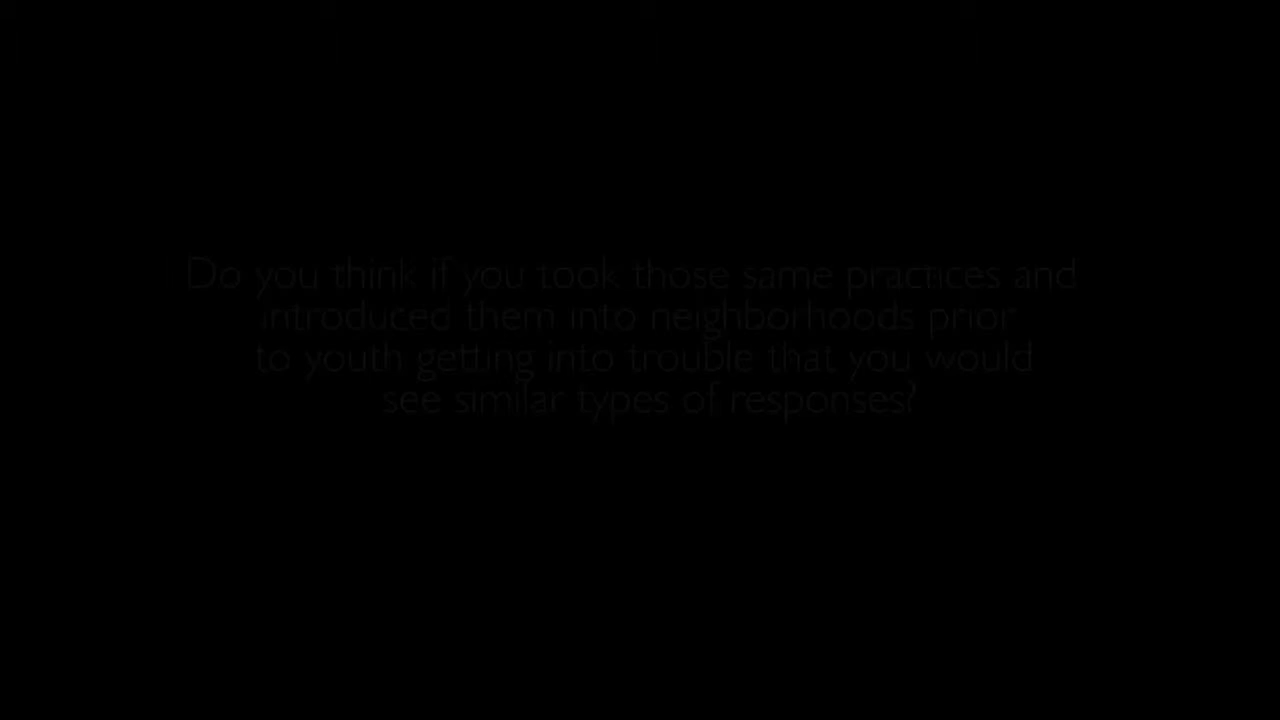 Do you think if you took those same practices and
introduced them into neighborhoods prior
to youth getting into trouble that you would
see similar types of responses?